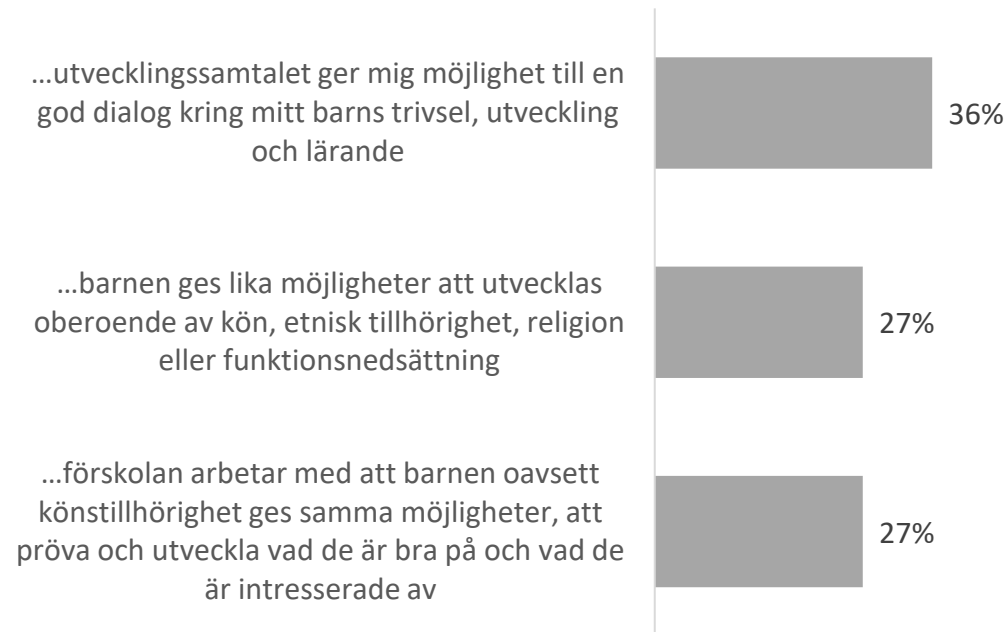 ...utvecklingssamtalet ger mig möjlighet till en
god dialog kring mitt barns trivsel, utveckling
och lärande
36%
...barnen ges lika möjligheter att utvecklas
oberoende av kön, etnisk tillhörighet, religion
eller funktionsnedsättning
27%
...förskolan arbetar med att barnen oavsett
könstillhörighet ges samma möjligheter, att
pröva och utveckla vad de är bra på och vad de
är intresserade av
27%